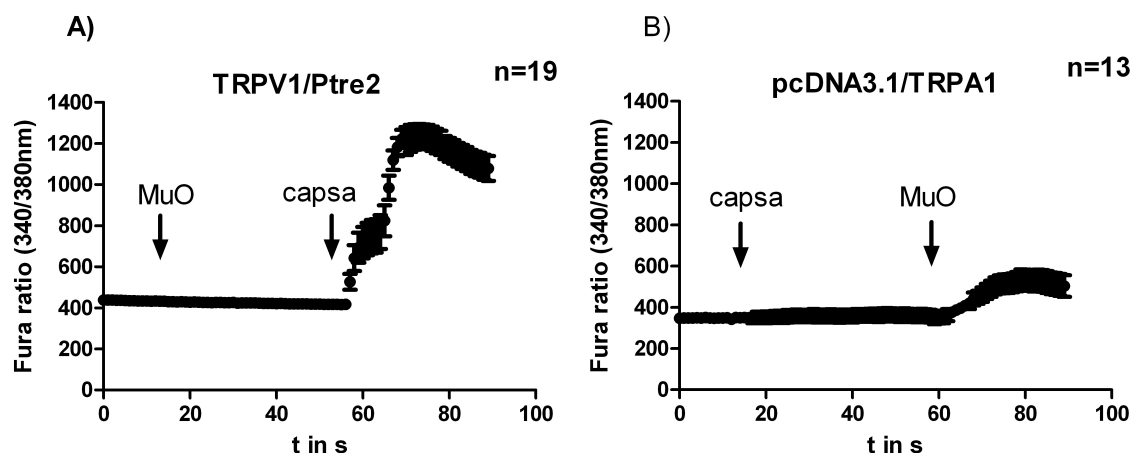 A)
TRPV1/Ptre2
n=19
1400
1200
1000
800
600
400
200
0
Fura ratio (340/380nm)
MuO
capsa
0 20 40 60 80 100
t in s
B)
pcDNA3.1/TRPA1
n=13
1400
1200
1000
800
600
400
200
0
Fura ratio (340/380nm)
capsa
MuO
0 20 40 60 80 100
t in s